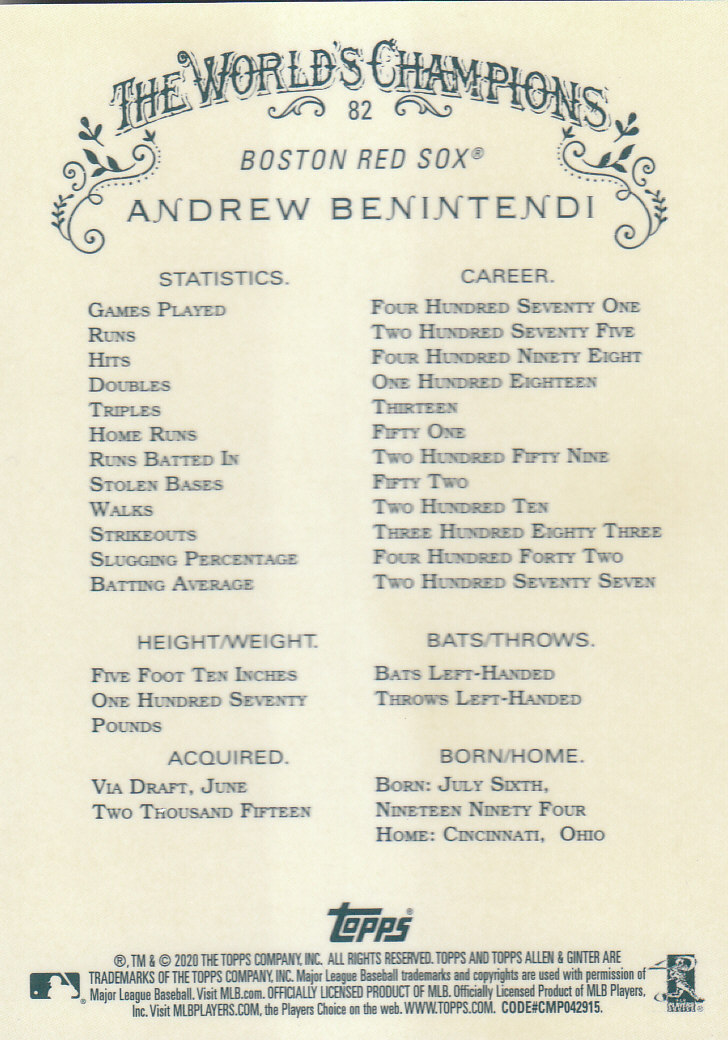 THE WORLD'S CHAMPIONS
82
BOSTON RED SOX®
ANDREW BENINTENDI
STATISTICS. CAREER.
GAMES PLAYED FOUR HUNDRED SEVENTY ONE
RUNS TWO HUNDRED SEVENTY FIVE
HITS FOUR HUNDRED NINETY EIGHT
DOUBLES ONE HUNDRED EIGHTEEN
TRIPLES THIRTEEN
HOME RUNS FIFTY ONE
RUNS BATTED IN TWO HUNDRED FIFTY NINE
STOLEN BASES FIFTY TWO
WALKS TWO HUNDRED TEN
STRIKEOUTS THREE HUNDRED EIGHTY THREE
SLUGGING PERCENTAGE FOUR HUNDRED FORTY TWO
BATTING AVERAGE TWO HUNDRED SEVENTY SEVEN
HEIGHT/WEIGHT.
FIVE FOOT TEN INCHES
ONE HUNDRED SEVENTY
POUNDS
BATS/THROWS.
BATS LEFT-HANDED
THROWS LEFT-HANDED
ACQUIRED.
VIA DRAFT, JUNE
TWO THOUSAND FIFTEEN
BORN/HOME.
BORN: JULY SIXTH,
NINETEEN NINETY FOUR
HOME: CINCINNATI, OHIO
topps®
®, TM & © 2020 THE TOPPS COMPANY, INC. ALL RIGHTS RESERVED. TOPPS AND TOPPS ALLEN & GINTER ARE
TRADEMARKS OF THE TOPPS COMPANY, INC. Major League Baseball trademarks and copyrights are used with permission of
Major League Baseball. Visit MLB.com. OFFICIALLY LICENSED PRODUCT OF MLB. Officially Licensed Product of MLB Players,
Inc. Visit MLBPLAYERS.COM, the Players Choice on the web. WWW.TOPPS.COM. CODE#CMP042915.